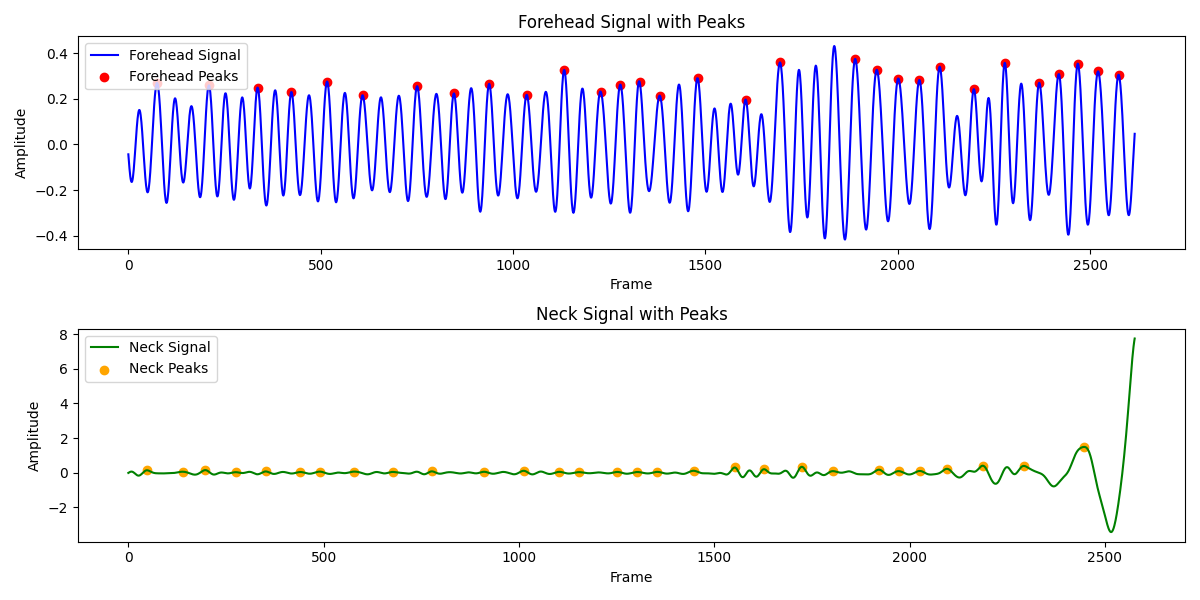 Forehead Signal with Peaks
Amplitude
0.4
0.2
0.0
−0.2
−0.4
Forehead Signal
Forehead Peaks
0 500 1000 1500 2000 2500
Frame
Neck Signal with Peaks
Amplitude
8
6
4
2
0
−2
Neck Signal
Neck Peaks
0 500 1000 1500 2000 2500
Frame